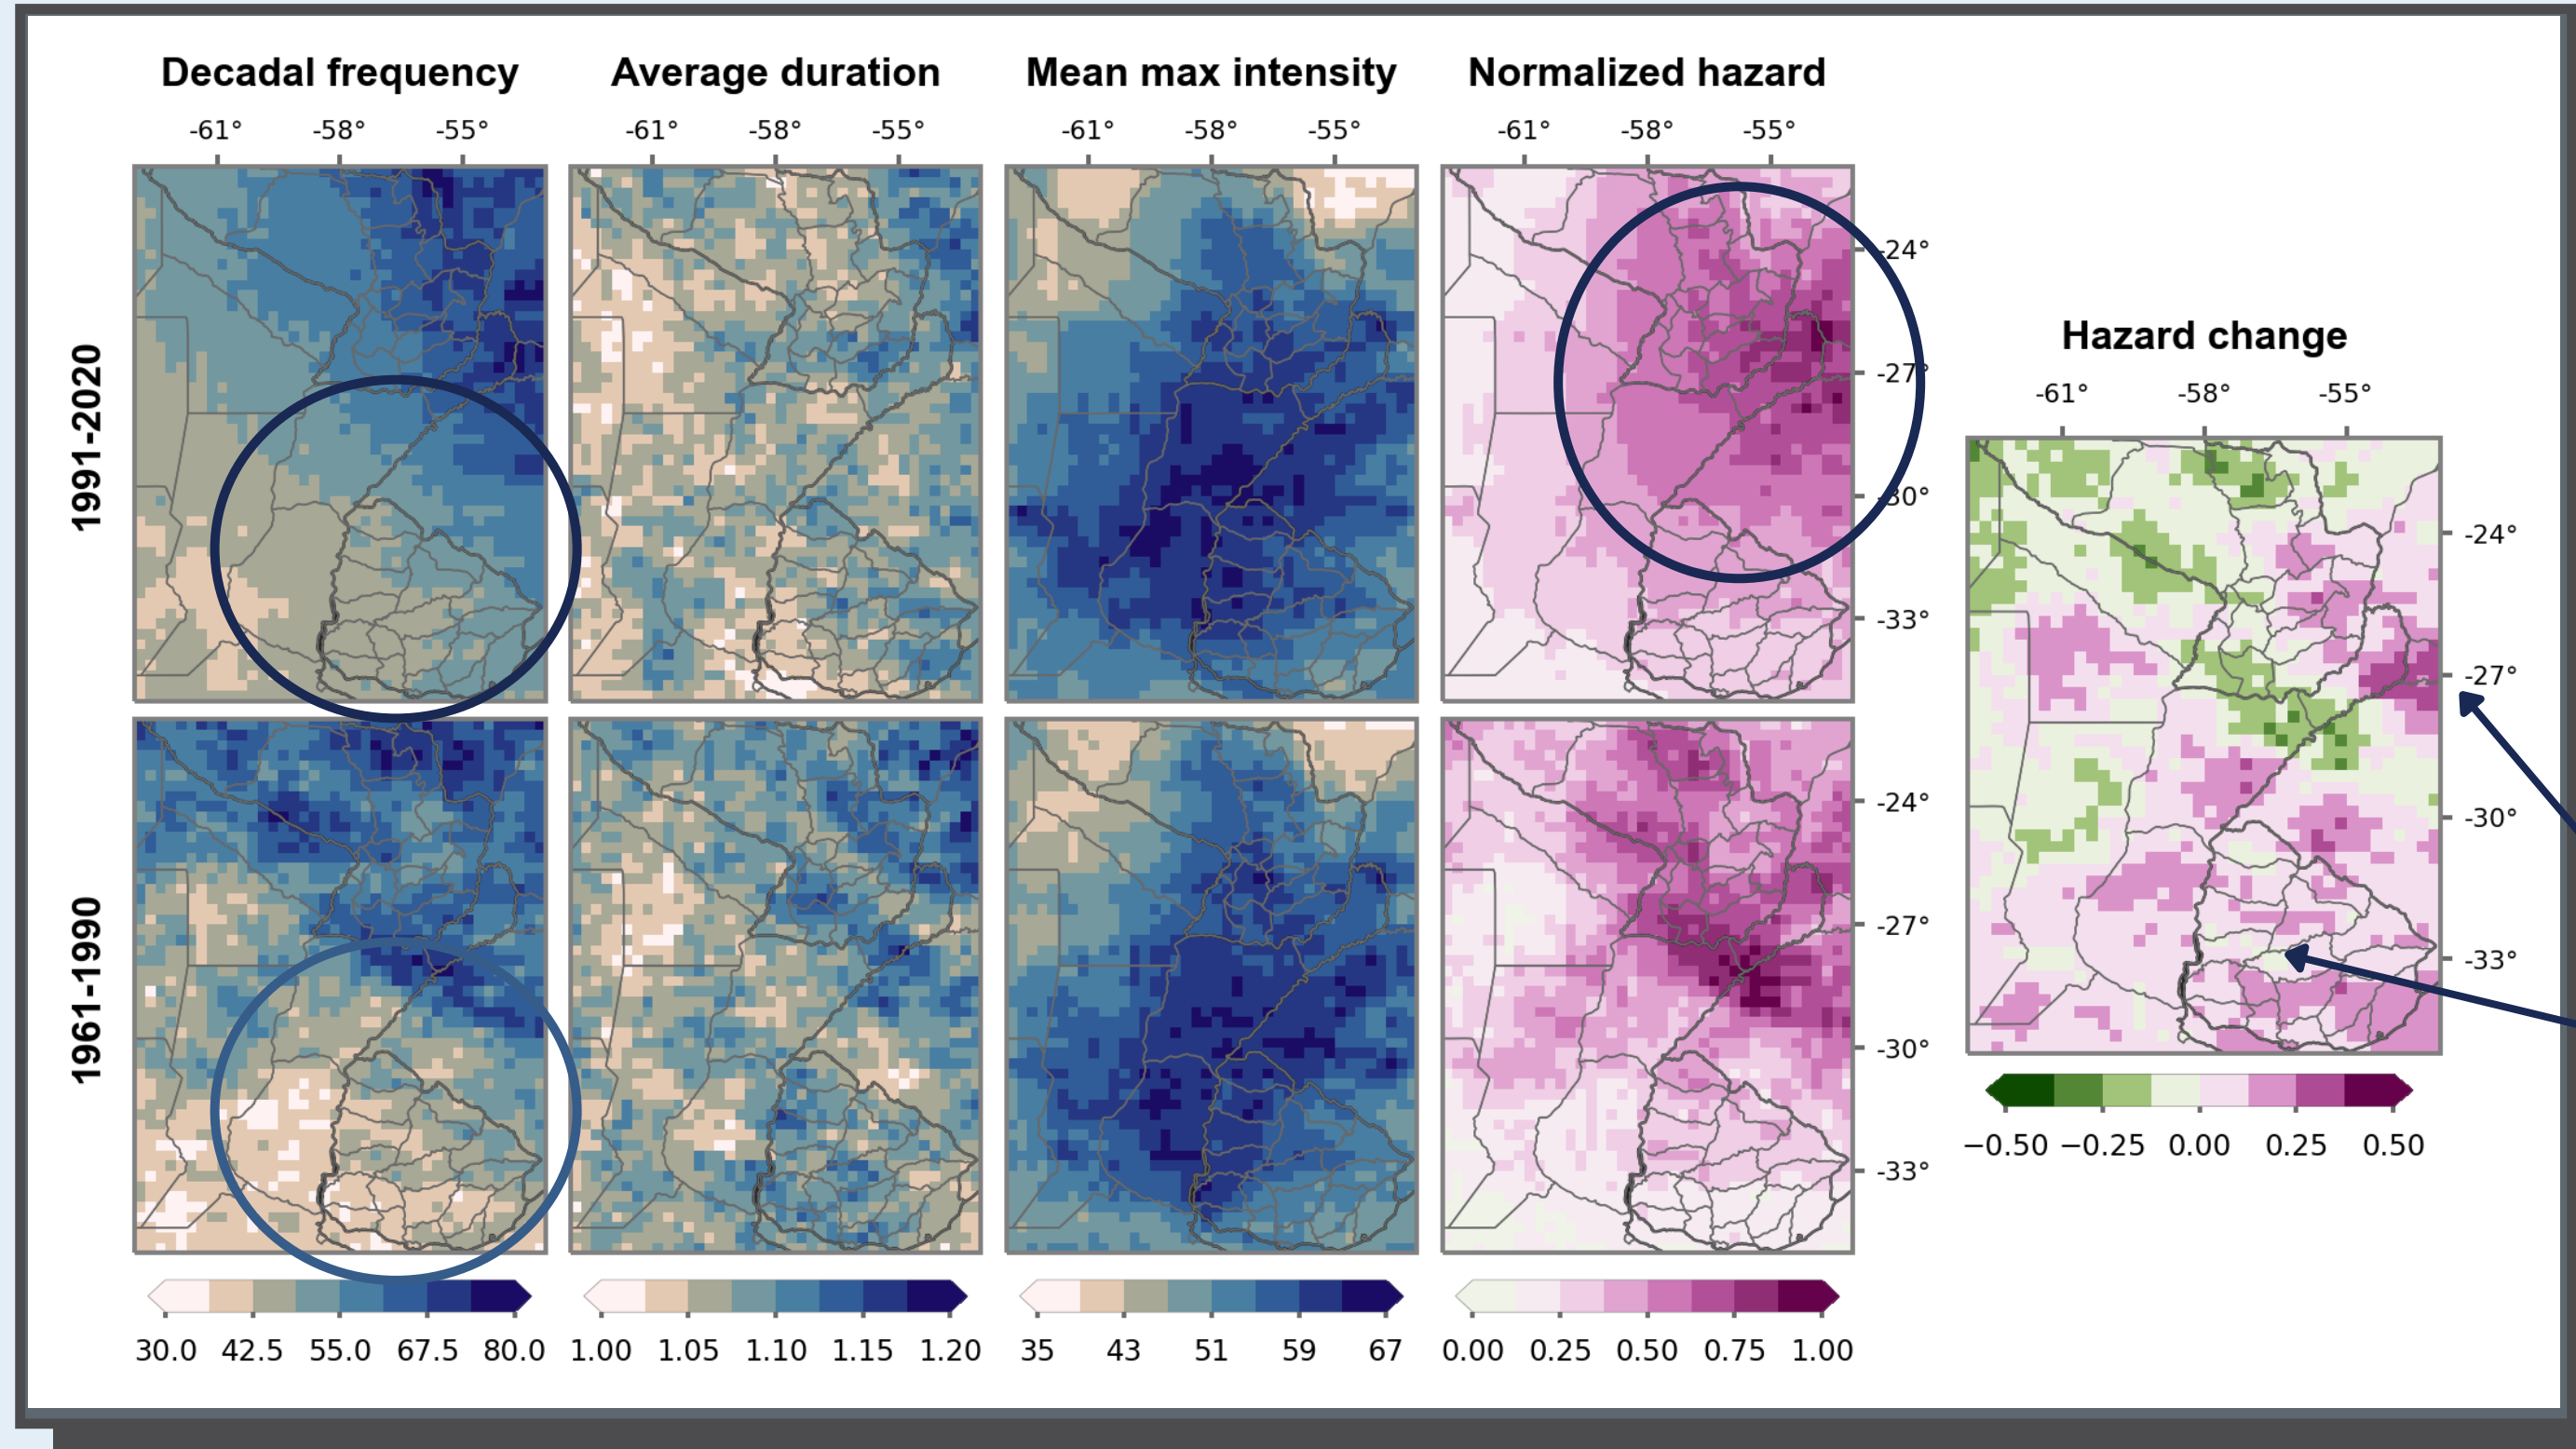 Decadal frequency Average duration Mean max intensity Normalized hazard
-61° -58° -55° -61° -58° -55° -61° -58° -55° -61° -58° -55°
1991-2020
-24°
-27°
-30°
-33°
Hazard change
-61° -58° -55°
-24°
-27°
-30°
-33°
−0.50 −0.25 0.00 0.25 0.50
1961-1990
-24°
-27°
-30°
-33°
30.0 42.5 55.0 67.5 80.0 1.00 1.05 1.10 1.15 1.20 35 43 51 59 67 0.00 0.25 0.50 0.75 1.00